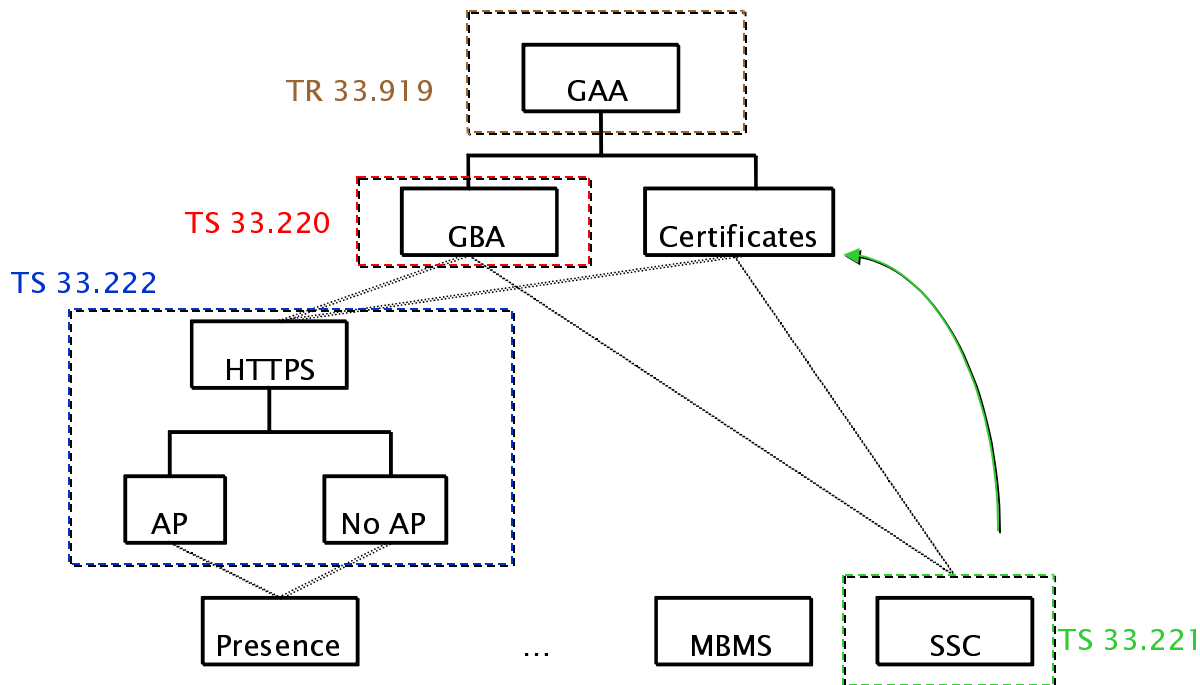 GAA
TR 33.919
TS 33.220
GBA
Certificates
TS 33.222
HTTPS
AP
No AP
Presence
...
MBMS
SSC
TS 33.221